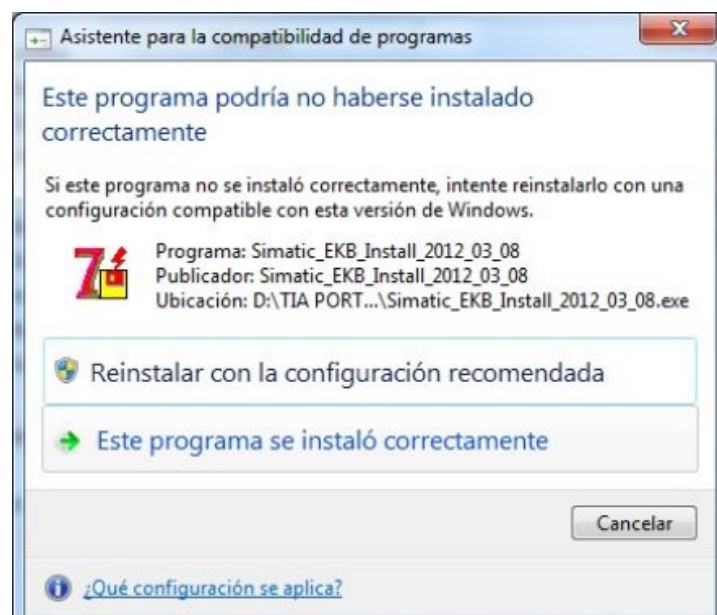 Asistente para la compatibilidad de programas
Este programa podría no haberse instalado
correctamente
Si este programa no se instaló correctamente, intente reinstalarlo con una
configuración compatible con esta versión de Windows.
Programa: Simatic_EKB_Install_2012_03_08
Publicador: Simatic_EKB_Install_2012_03_08
Ubicación: D:\TIA PORT...\Simatic_EKB_Install_2012_03_08.exe
Reinstalar con la configuración recomendada
Este programa se instaló correctamente
Cancelar
¿Qué configuración se aplica?